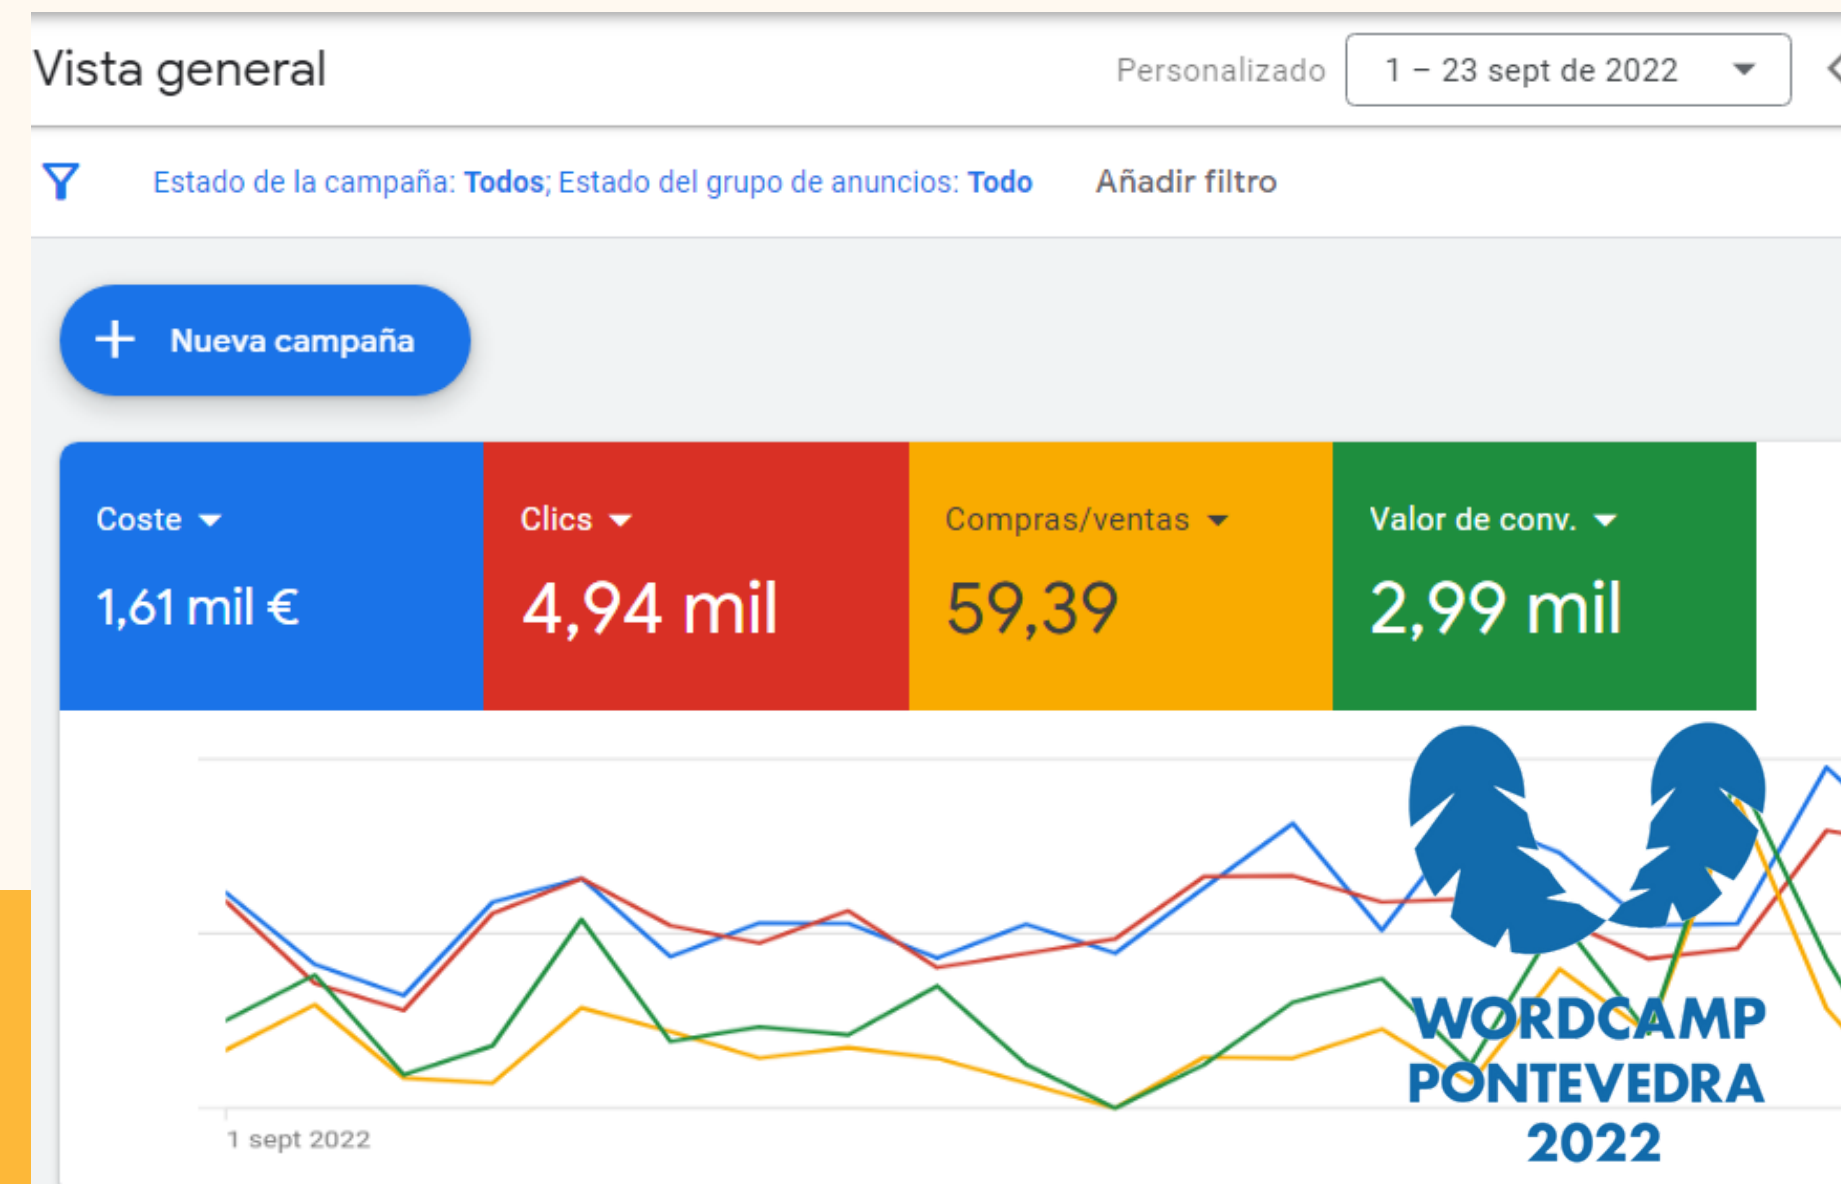 Vista general
Personalizado
1 – 23 sept de 2022
Estado de la campaña: Todos; Estado del grupo de anuncios: Todo
Añadir filtro
Nueva campaña
Coste
Clics
Compras/ventas
Valor de conv.
1,61 mil €
4,94 mil
59,39
2,99 mil
1 sept 2022
WORDCAMP
PONTEVEDRA
2022